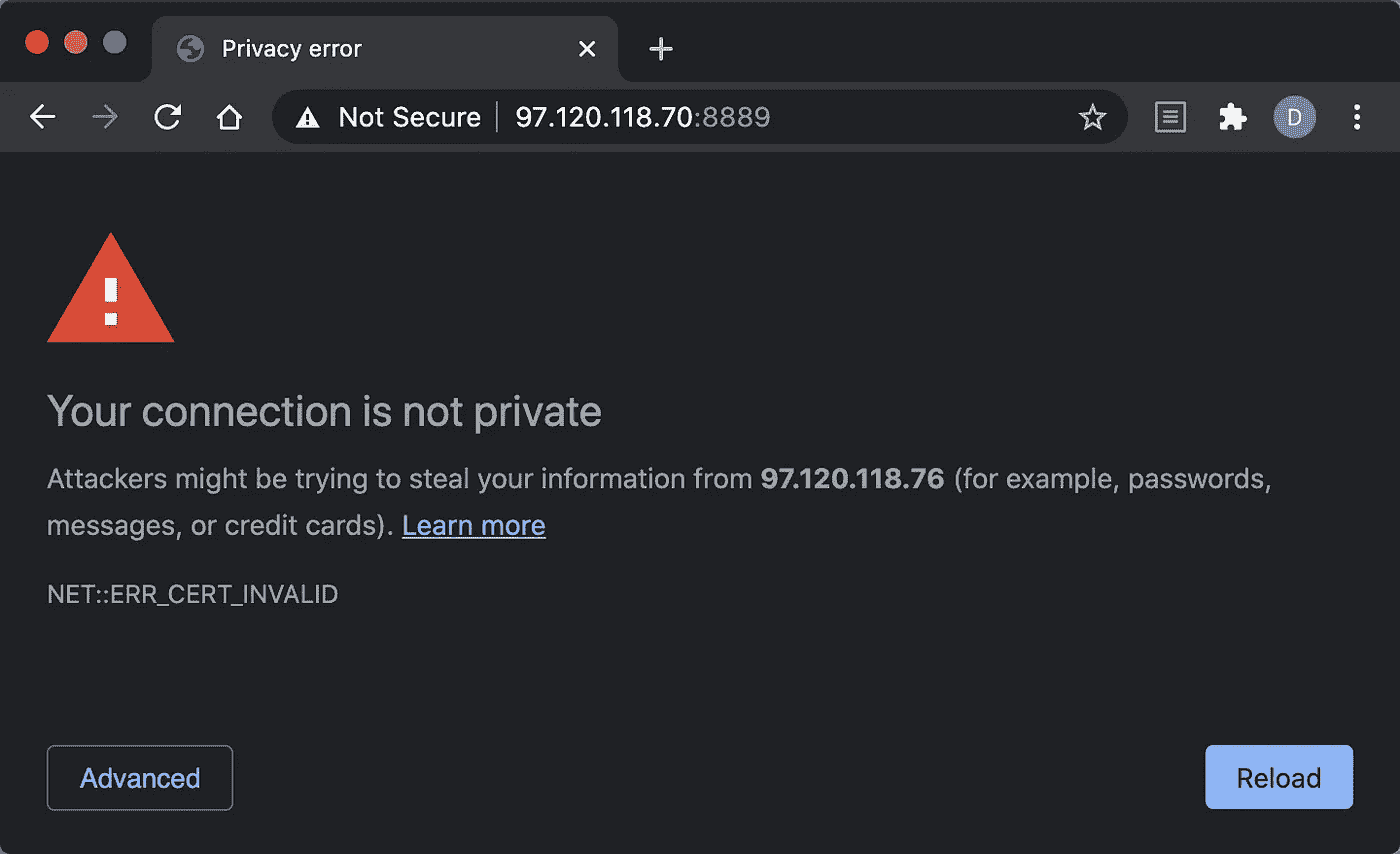 Privacy error
Not Secure 97.120.118.70:8889
D
Your connection is not private
Attackers might be trying to steal your information from 97.120.118.76 (for example, passwords,
messages, or credit cards). Learn more
NET::ERR_CERT_INVALID
Advanced
Reload